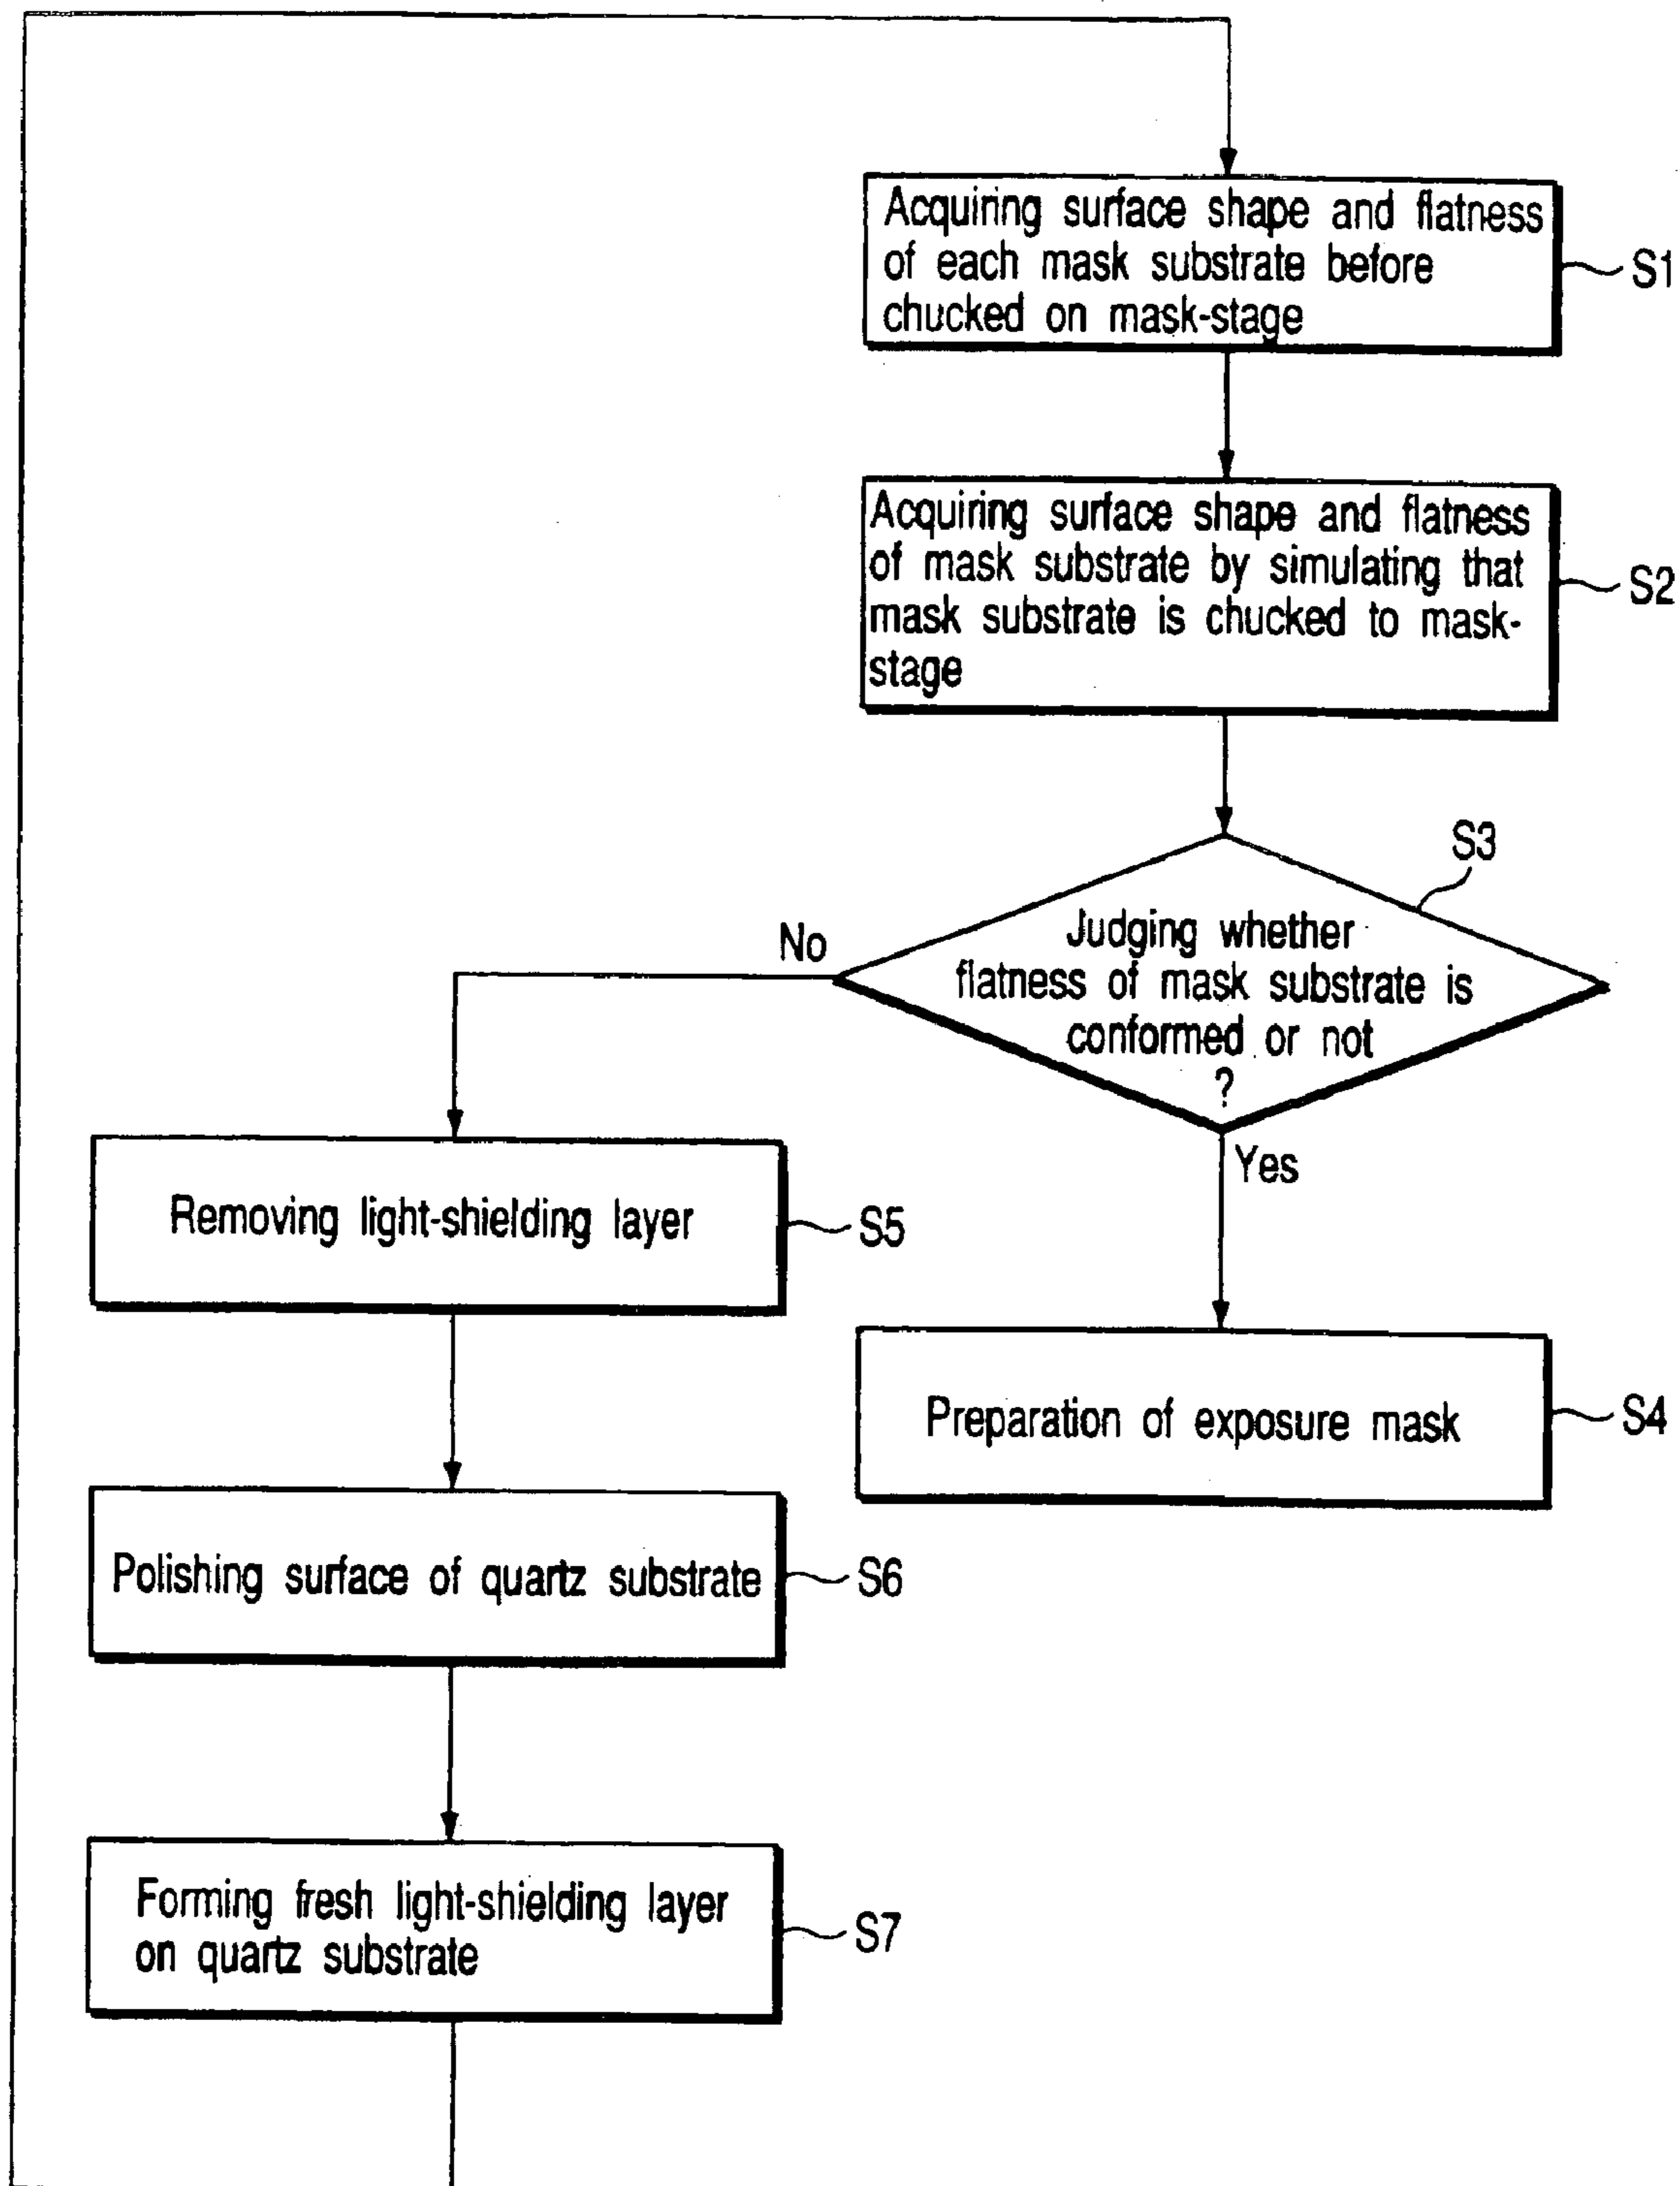 Acquiring surface shape and flatness
of each mask substrate before
chucked on mask-stage
S1
Acquiring surface shape and flatness
of mask substrate by simulating that
mask substrate is chucked to mask-
stage
S2
S3
Judging whether
flatness of mask substrate is
conformed or not
?
No
Yes
Removing light-shielding layer
S5
Preparation of exposure mask
S4
Polishing surface of quartz substrate
S6
Forming fresh light-shielding layer
on quartz substrate
S7